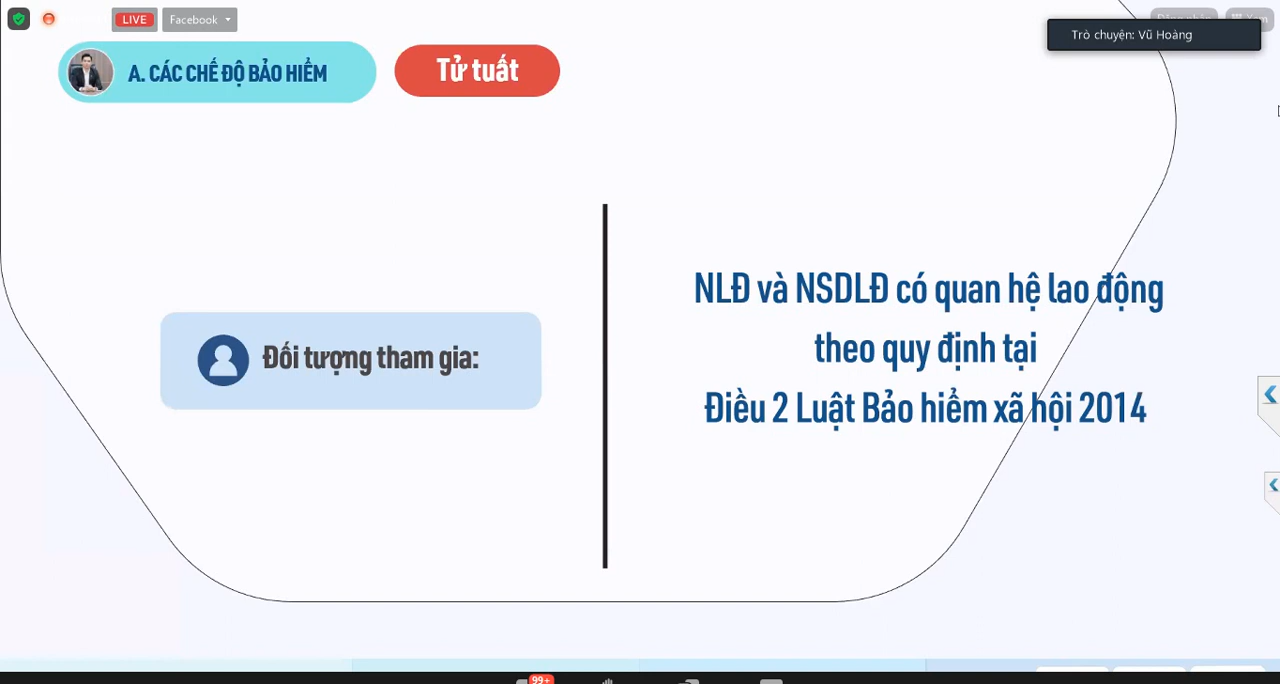 LIVE
Facebook
Trò chuyện: Vũ Hoàng
A. CÁC CHẾ ĐỘ BẢO HIỂM
Tử tuất
Đối tượng tham gia:
NLĐ và NSDLĐ có quan hệ lao động
theo quy định tại
Điều 2 Luật Bảo hiểm xã hội 2014
99+